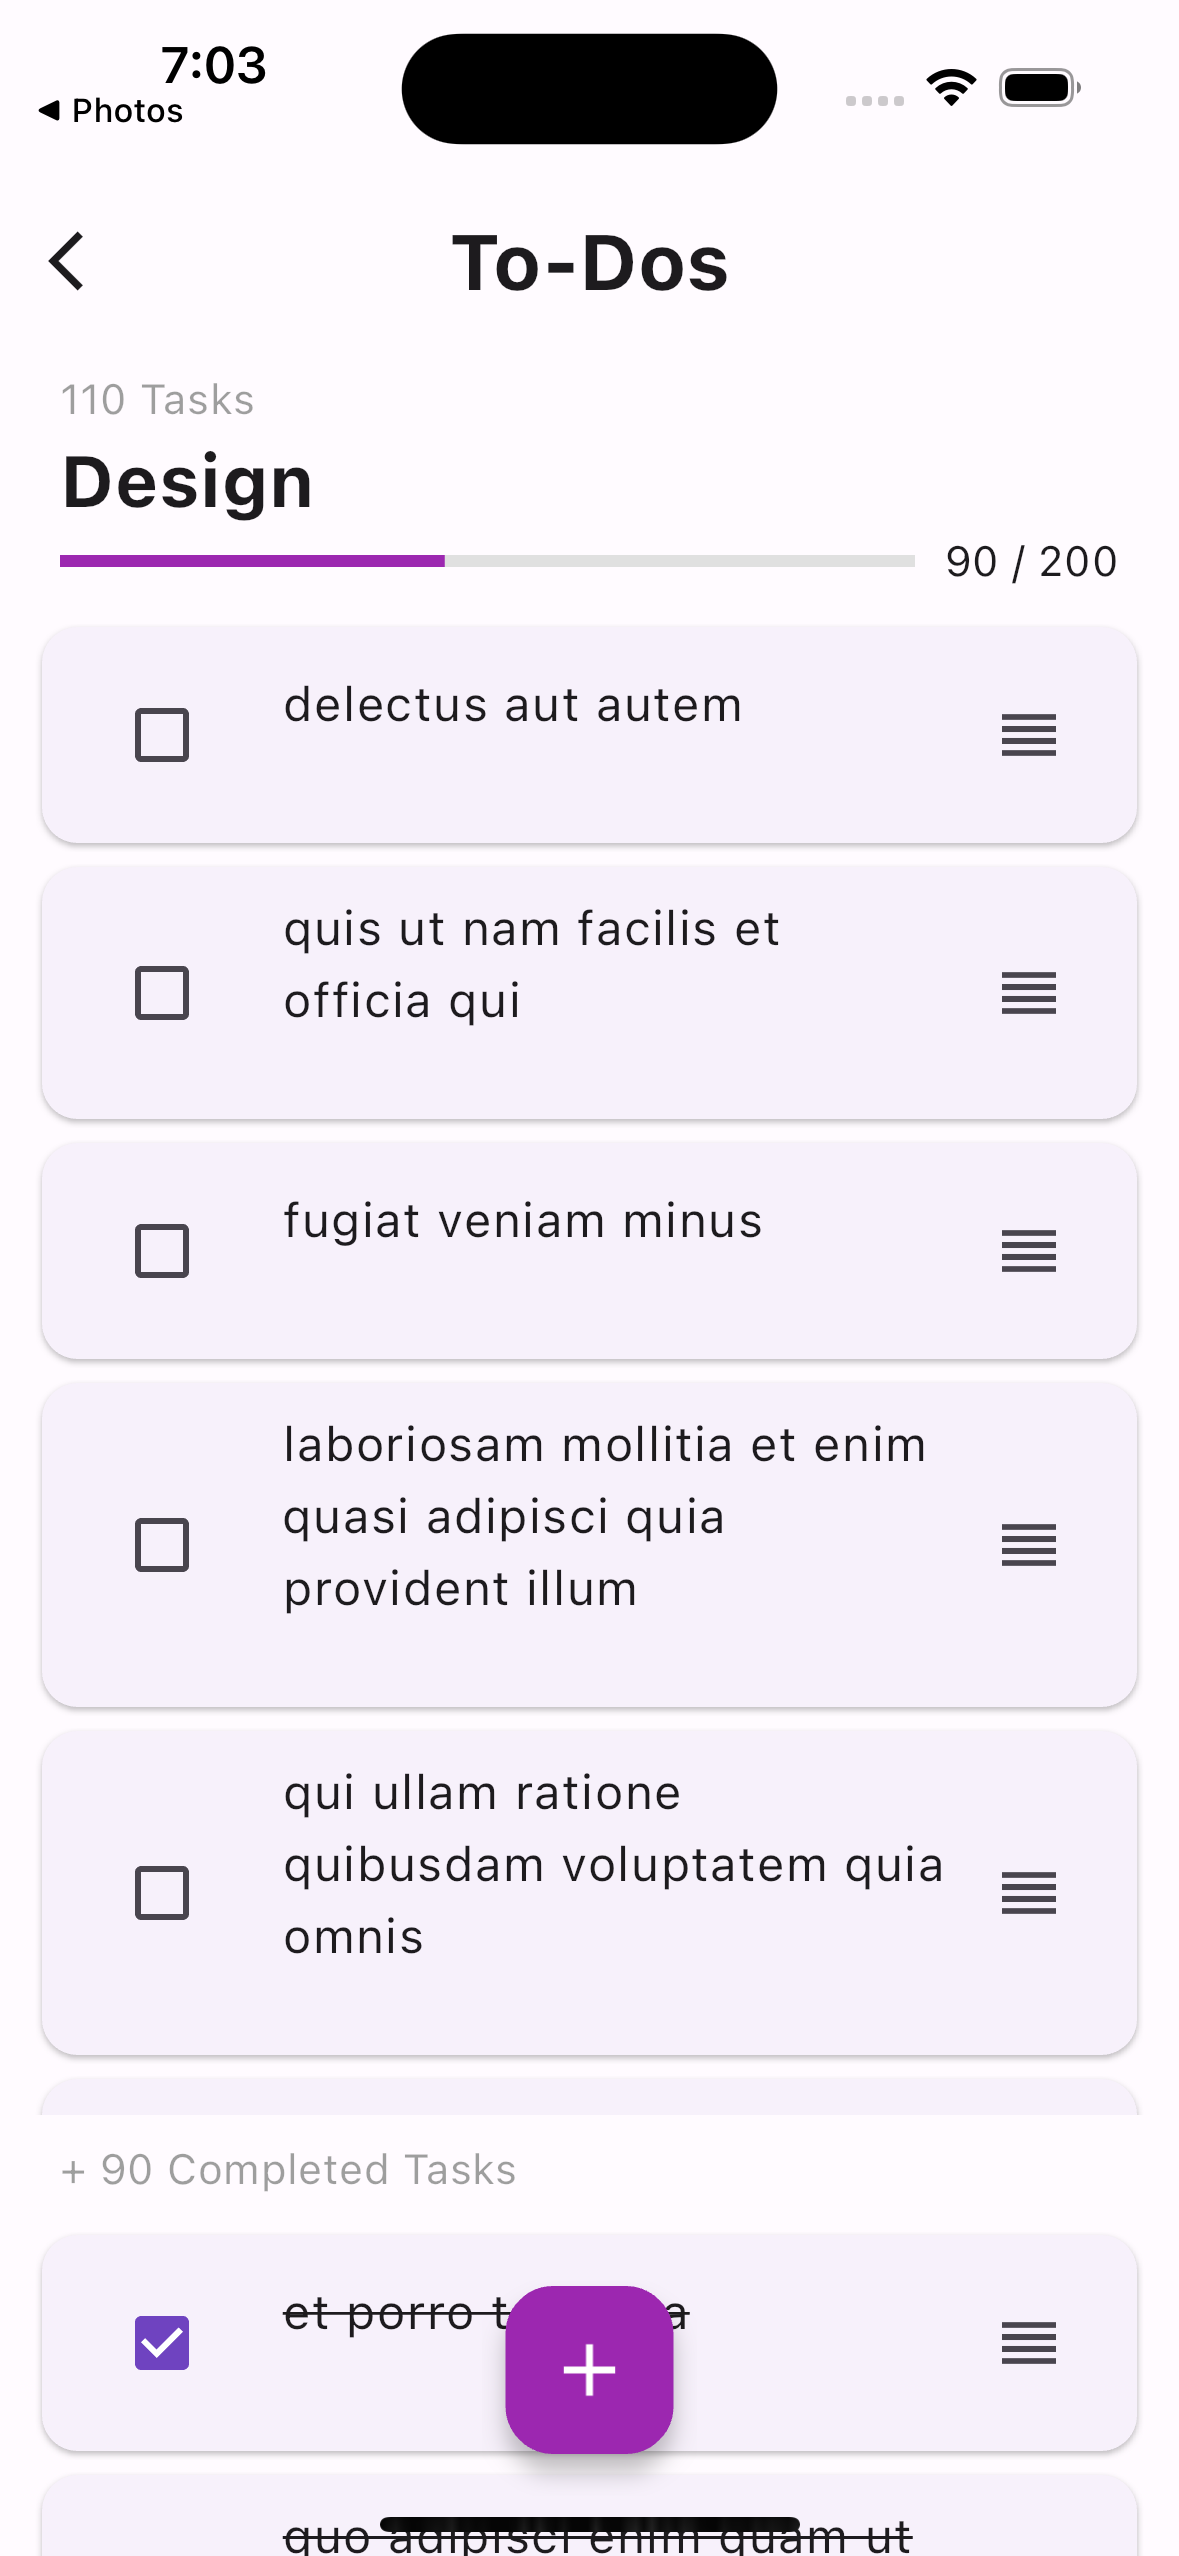 7:03
Photos
To-Dos
110 Tasks
Design
90 / 200
delectus aut autem
quis ut nam facilis et
officia qui
fugiat veniam minus
laboriosam mollitia et enim
quasi adipisci quia
provident illum
qui ullam ratione
quibusdam voluptatem quia
omnis
+ 90 Completed Tasks
et porro
quo adipisci enim quam ut